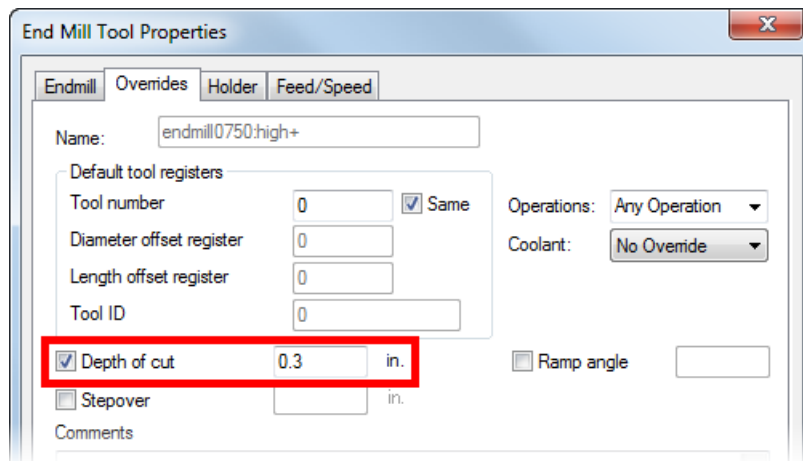 End Mill Tool Properties
Endmill Overrides Holder Feed/Speed
Name: endmill0750:high+
Default tool registers
Tool number 0 Same Operations: Any Operation
Diameter offset register 0 Coolant: No Override
Length offset register 0
Tool ID 0
Depth of cut 0.3 in. Ramp angle
Stepover in.
Comments